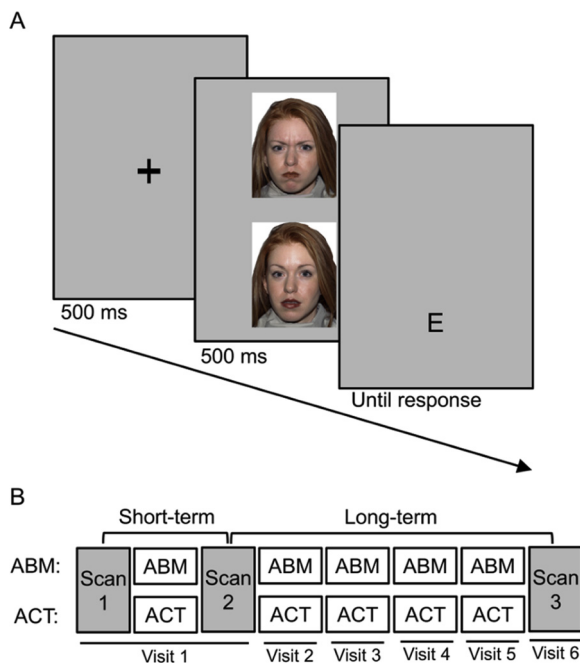 A
+
500 ms
500 ms
E
Until response
B
Short-term Long-term
ABM: Scan 1 ABM Scan 2 ABM ABM ABM ABM Scan 3
ACT: ACT ACT ACT ACT ACT
Visit 1 Visit 2 Visit 3 Visit 4 Visit 5 Visit 6